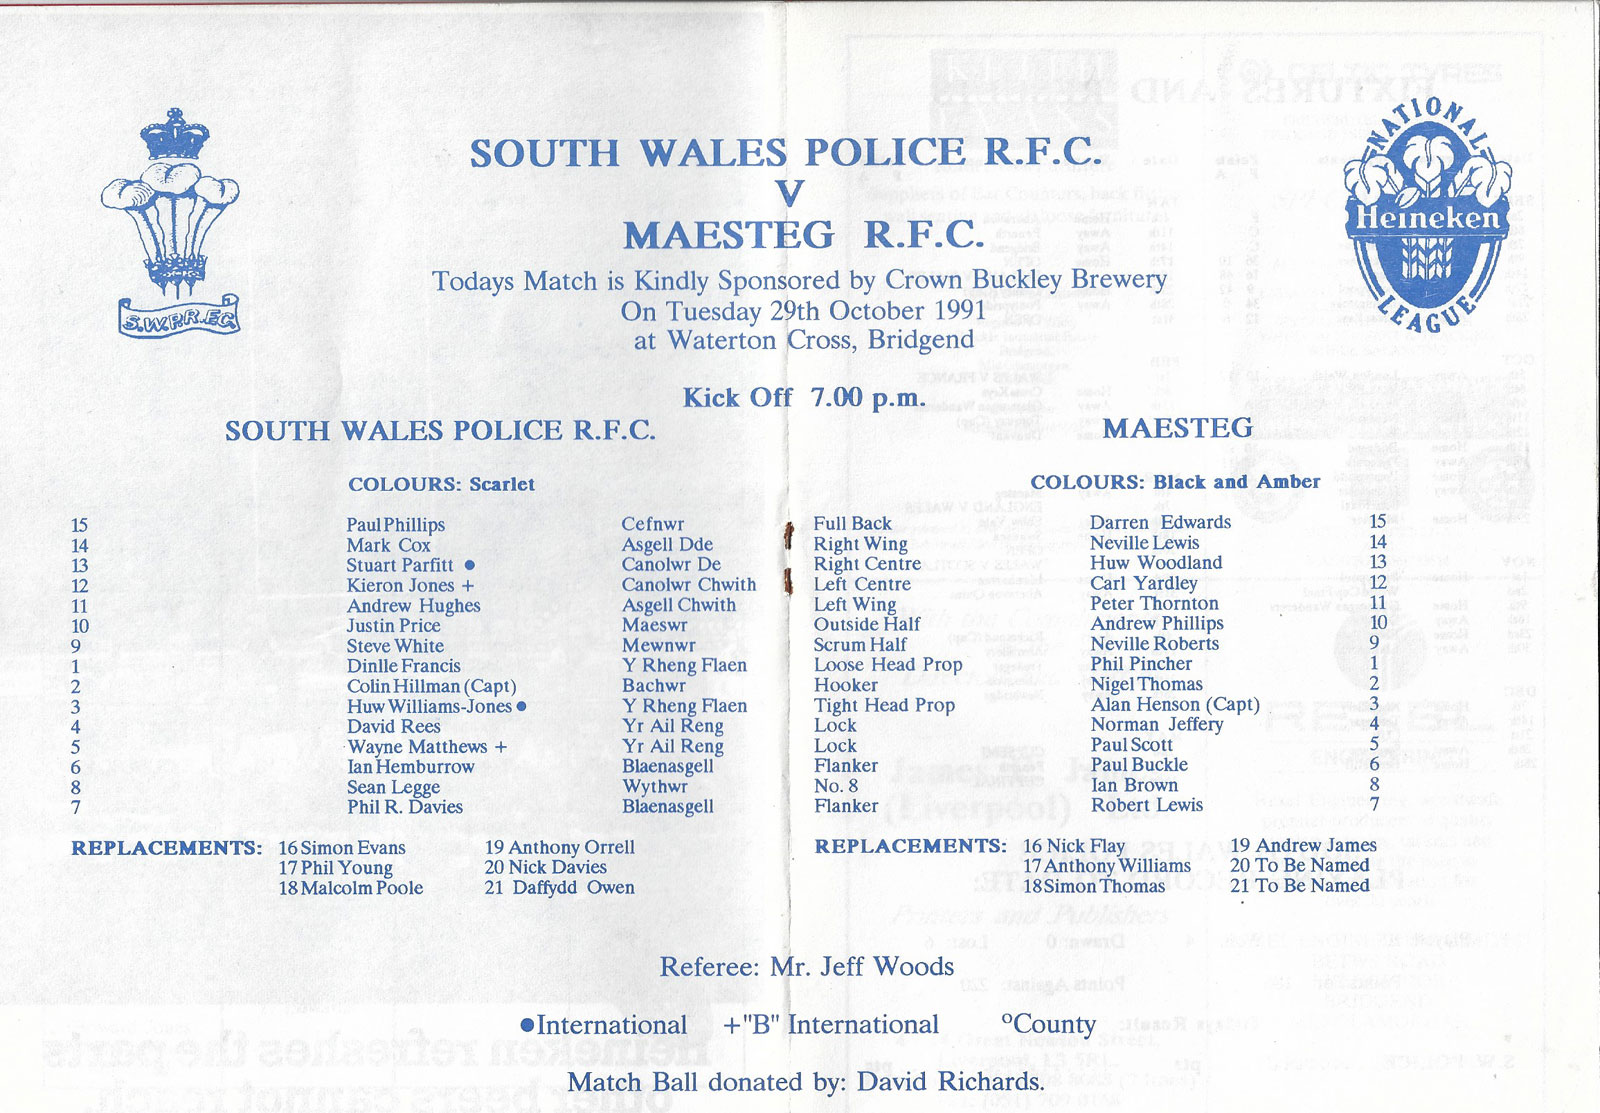 SOUTH WALES POLICE R.F.C.
V
MAESTEG R.F.C.
Todays Match is Kindly Sponsored by Crown Buckley Brewery
On Tuesday 29th October 1991
at Waterton Cross, Bridgend
Kick Off 7.00 p.m.
S.W.P.R.F.C.
NATIONAL
Heineken
LEAGUE
SOUTH WALES POLICE R.F.C. MAESTEG
COLOURS: Scarlet COLOURS: Black and Amber
15 Paul Phillips Cefnwr Full Back Darren Edwards 15
14 Mark Cox Asgell Dde Right Wing Neville Lewis 14
13 Stuart Parfitt ● Canolwr De Right Centre Huw Woodland 13
12 Kieron Jones + Canolwr Chwith Left Centre Carl Yardley 12
11 Andrew Hughes Asgell Chwith Left Wing Peter Thornton 11
10 Justin Price Maeswr Outside Half Andrew Phillips 10
9 Steve White Mewnwr Scrum Half Neville Roberts 9
1 Dinlle Francis Y Rheng Flaen Loose Head Prop Phil Pincher 1
2 Colin Hillman (Capt) Bachwr Hooker Nigel Thomas 2
3 Huw Williams-Jones ● Y Rheng Flaen Tight Head Prop Alan Henson (Capt) 3
4 David Rees Yr Ail Reng Lock Norman Jeffery 4
5 Wayne Matthews + Yr Ail Reng Lock Paul Scott 5
6 Ian Hemburrow Blaenasgell Flanker Paul Buckle 6
8 Sean Legge Wythwr No. 8 Ian Brown 8
7 Phil R. Davies Blaenasgell Flanker Robert Lewis 7
REPLACEMENTS: 16 Simon Evans 19 Anthony Orrell REPLACEMENTS: 16 Nick Flay 19 Andrew James
17 Phil Young 20 Nick Davies 17 Anthony Williams 20 To Be Named
18 Malcolm Poole 21 Daffydd Owen 18 Simon Thomas 21 To Be Named
Referee: Mr. Jeff Woods
●International +"B" International °County
Match Ball donated by: David Richards.